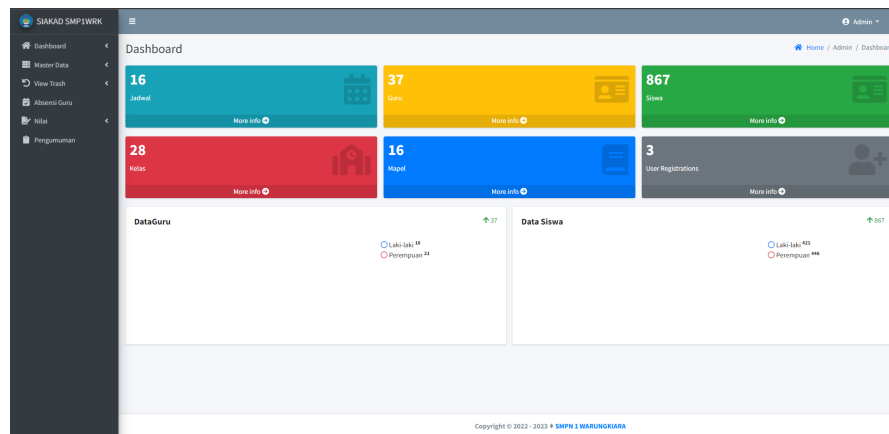 SIAKAD SMP1WRK
Admin
Dashboard
Master Data
View Trash
Absensi Guru
Nilai
Pengumuman
Dashboard
Home / Admin / Dashboar
16
Jadwal
More info
37
Guru
More info
867
Siswa
More info
28
Kelas
More info
16
Mapel
More info
3
User Registrations
More info
DataGuru
37
Laki-laki 16
Perempuan 21
Data Siswa
867
Laki-laki 421
Perempuan 446
Copyright © 2022 - 2023 SMPN 1 WARUNGKIARA